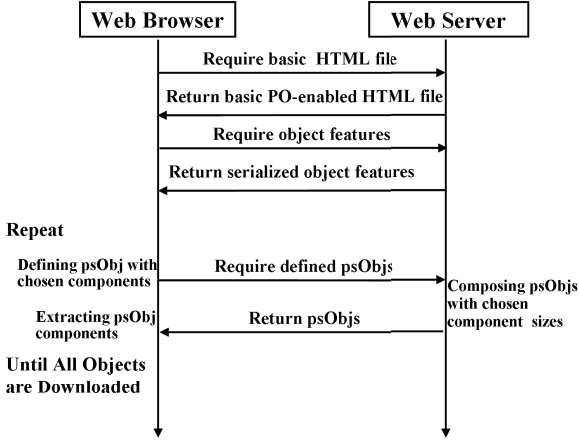 Web Browser
Web Server
Require basic HTML file
Return basic PO-enabled HTML file
Require object features
Return serialized object features
Repeat
Defining psObj with
chosen components
Require defined psObjs
Composing psObjs
with chosen
component sizes
Extracting psObj
components
Return psObjs
Until All Objects
are Downloaded